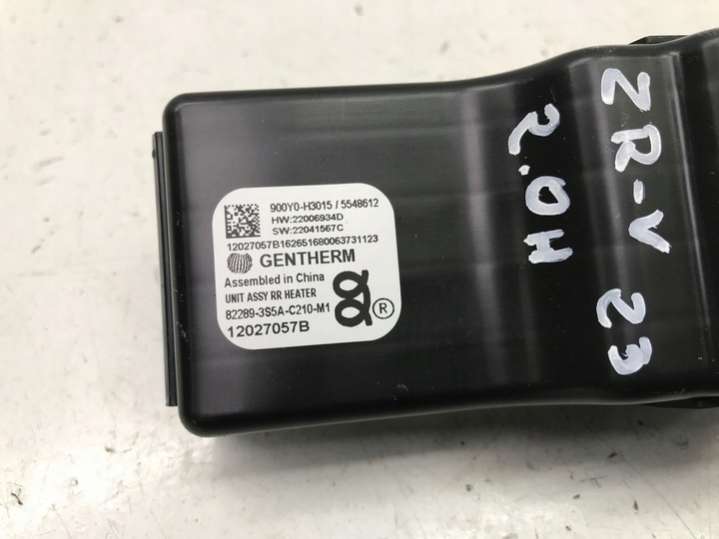 900Y0-H3015 / 5548612
HW:22006934D
SW:22041567C
12027057B162651680063731123
GENTHERM
Assembled in China
UNIT ASSY RR HEATER
82289-3S5A-C210-M1
12027057B
®
ZR-V 23
2.0H